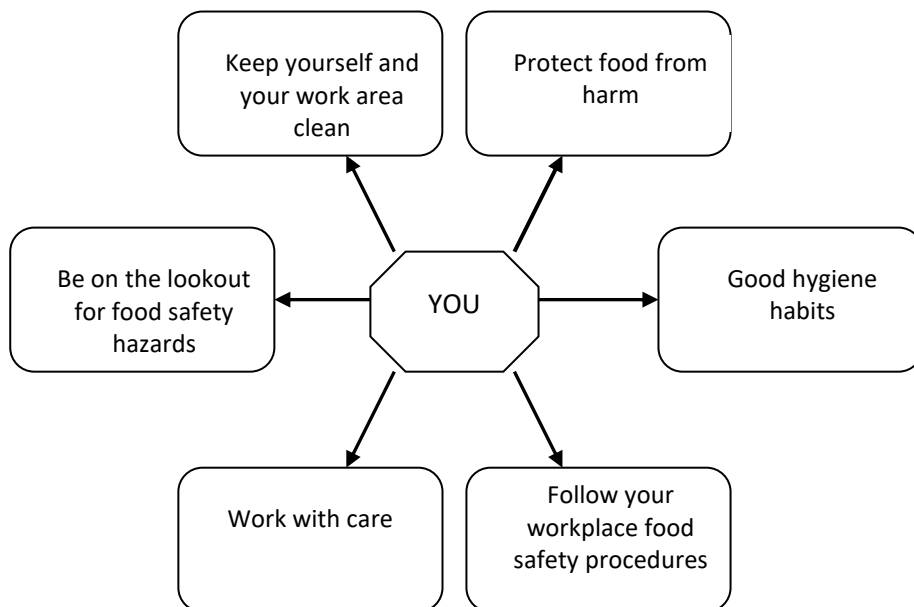 Keep yourself and
your work area
clean
Protect food from
harm
Be on the lookout
for food safety
hazards
YOU
Good hygiene
habits
Work with care
Follow your
workplace food
safety procedures